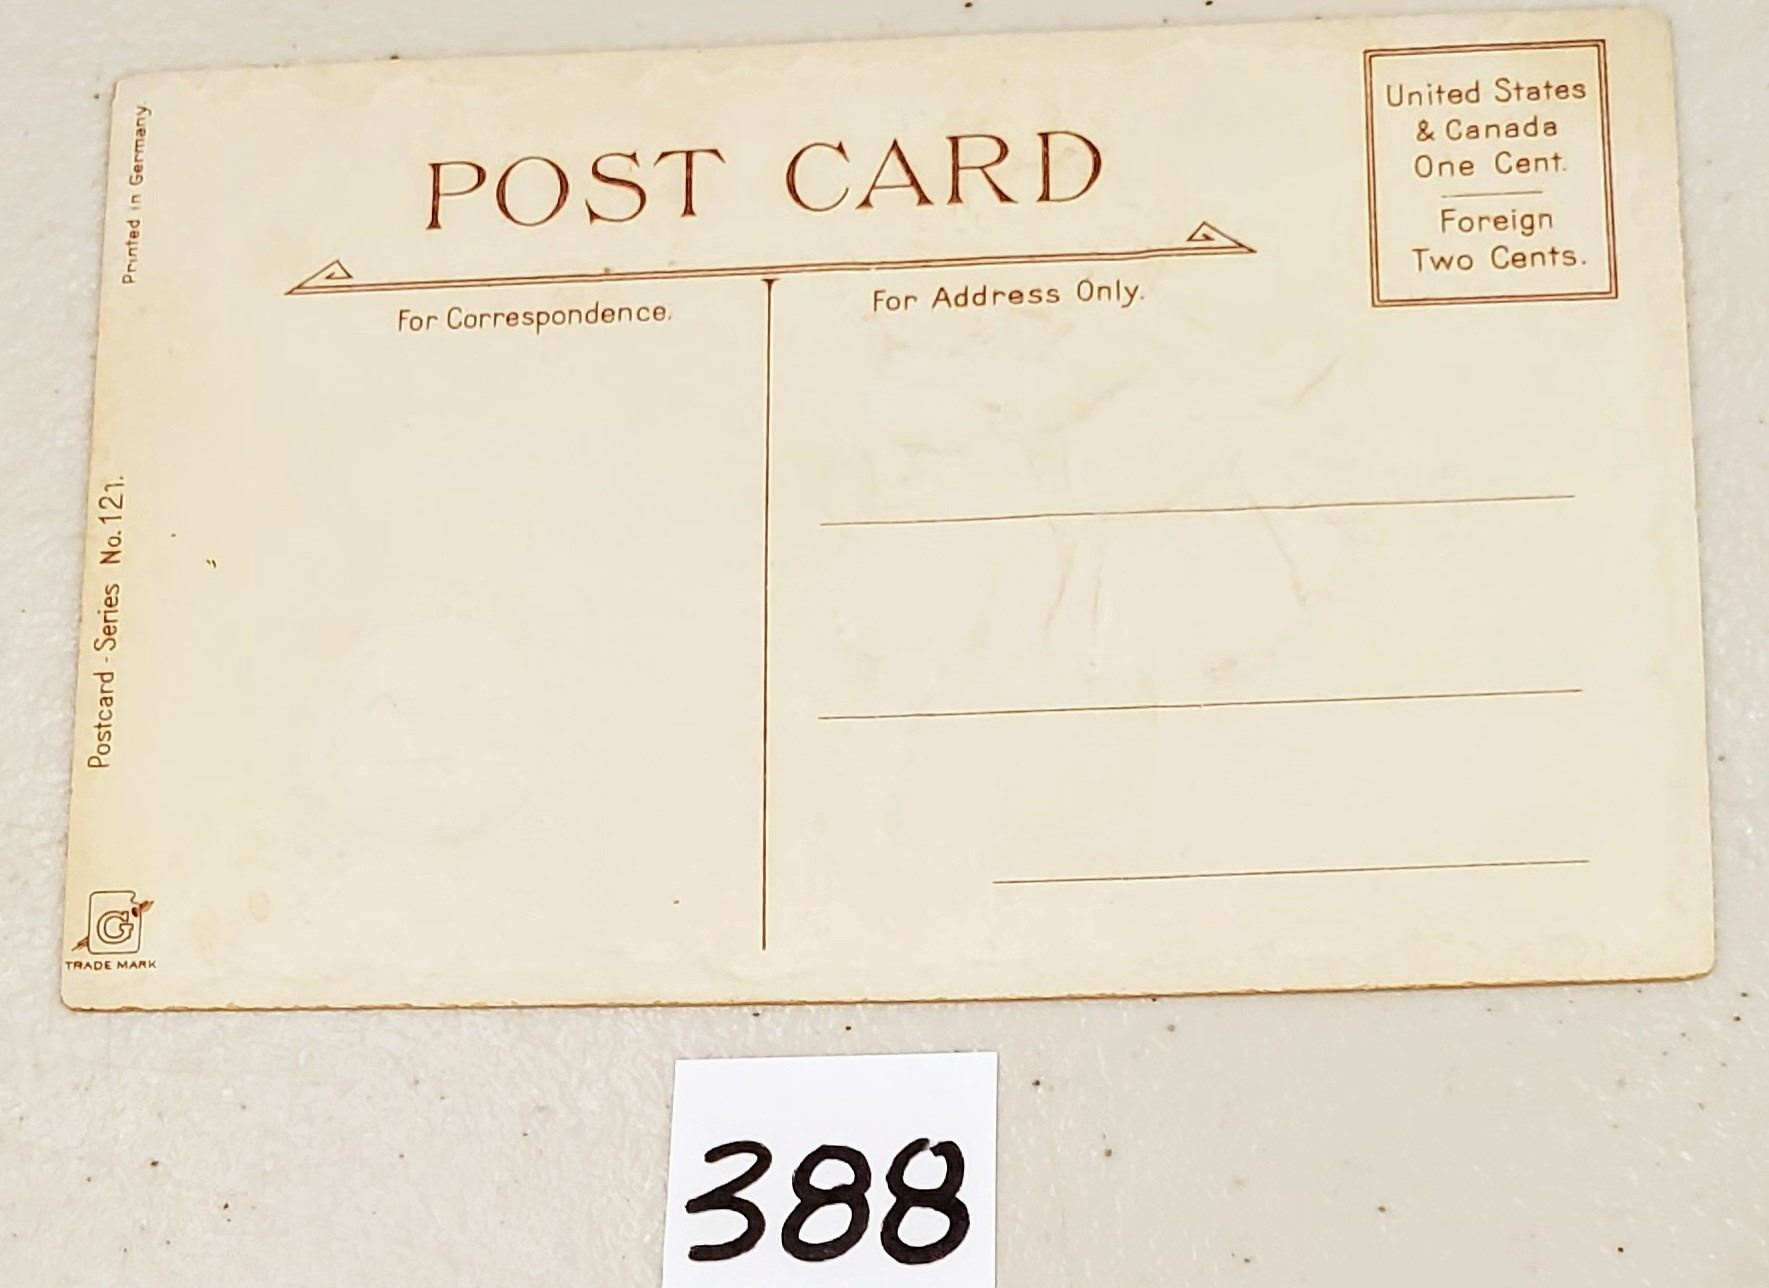 POST CARD
United States
& Canada
One Cent.
Foreign
Two Cents.
For Correspondence.
For Address Only.
Printed in Germany.
Postcard-Series No. 121.
G
TRADE MARK
388